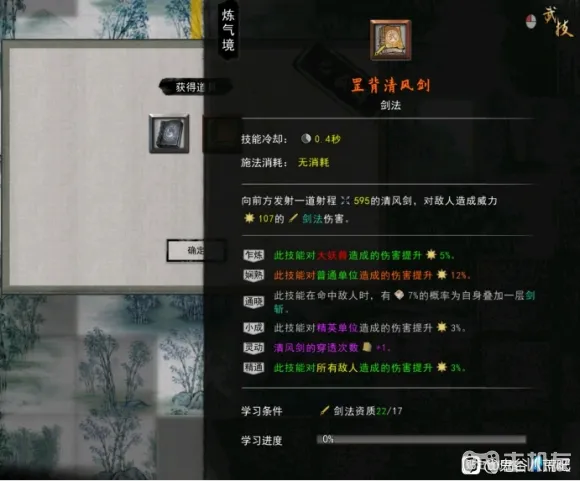 炼气境
武技
获得道具
罡背清风剑
剑法
技能冷却: 0.4秒
施法消耗: 无消耗
向前方发射一道射程 595的清风剑，对敌人造成威力
107的 剑法伤害。
乍练 此技能对大妖兽造成的伤害提升 5%。
娴熟 此技能对普通单位造成的伤害提升 12%。
通晓 此技能在命中敌人时，有 7%的概率为自身叠加一层剑
斩。
小成 此技能对精英单位造成的伤害提升 3%。
灵动 清风剑的穿透次数 +1。
精通 此技能对所有敌人造成的伤害提升 3%。
确定
学习条件 剑法资质22/17
学习进度 0%